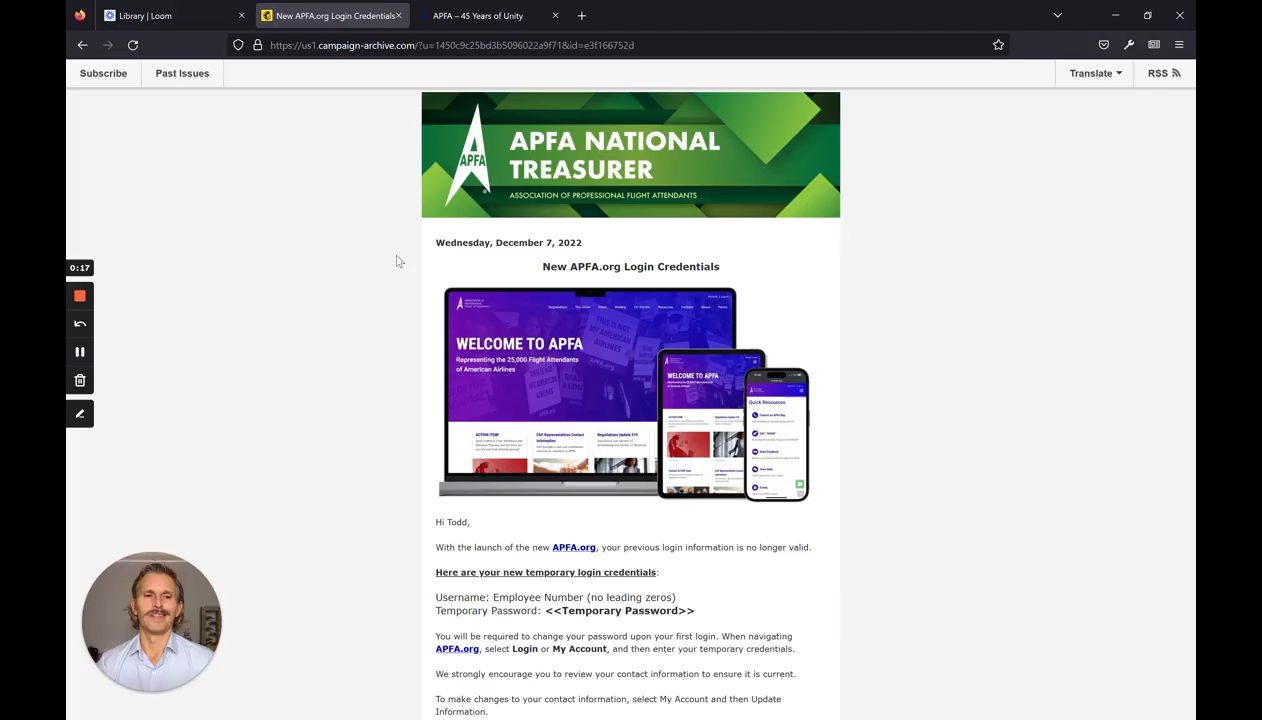 Library | Loom
New APFA.org Login Credentials
APFA – 45 Years of Unity
https://us1.campaign-archive.com/?u=1450c9c25bd3b5096022a9f71&id=e3f166752d
Subscribe
Past Issues
Translate
RSS
APFA
APFA NATIONAL
TREASURER
ASSOCIATION OF PROFESSIONAL FLIGHT ATTENDANTS
Wednesday, December 7, 2022
0:17
New APFA.org Login Credentials
WELCOME TO APFA
Representing the 25,000 Flight Attendants
of American Airlines
WELCOME TO APFA
Quick Resources
Hi Todd,
With the launch of the new APFA.org, your previous login information is no longer valid.
Here are your new temporary login credentials:
Username: Employee Number (no leading zeros)
Temporary Password: <<Temporary Password>>
You will be required to change your password upon your first login. When navigating
APFA.org, select Login or My Account, and then enter your temporary credentials.
We strongly encourage you to review your contact information to ensure it is current.
To make changes to your contact information, select My Account and then Update
Information.